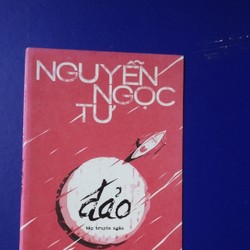 NGUYỄN
NGỌC
TƯ
đảo
tập truyện ngắn